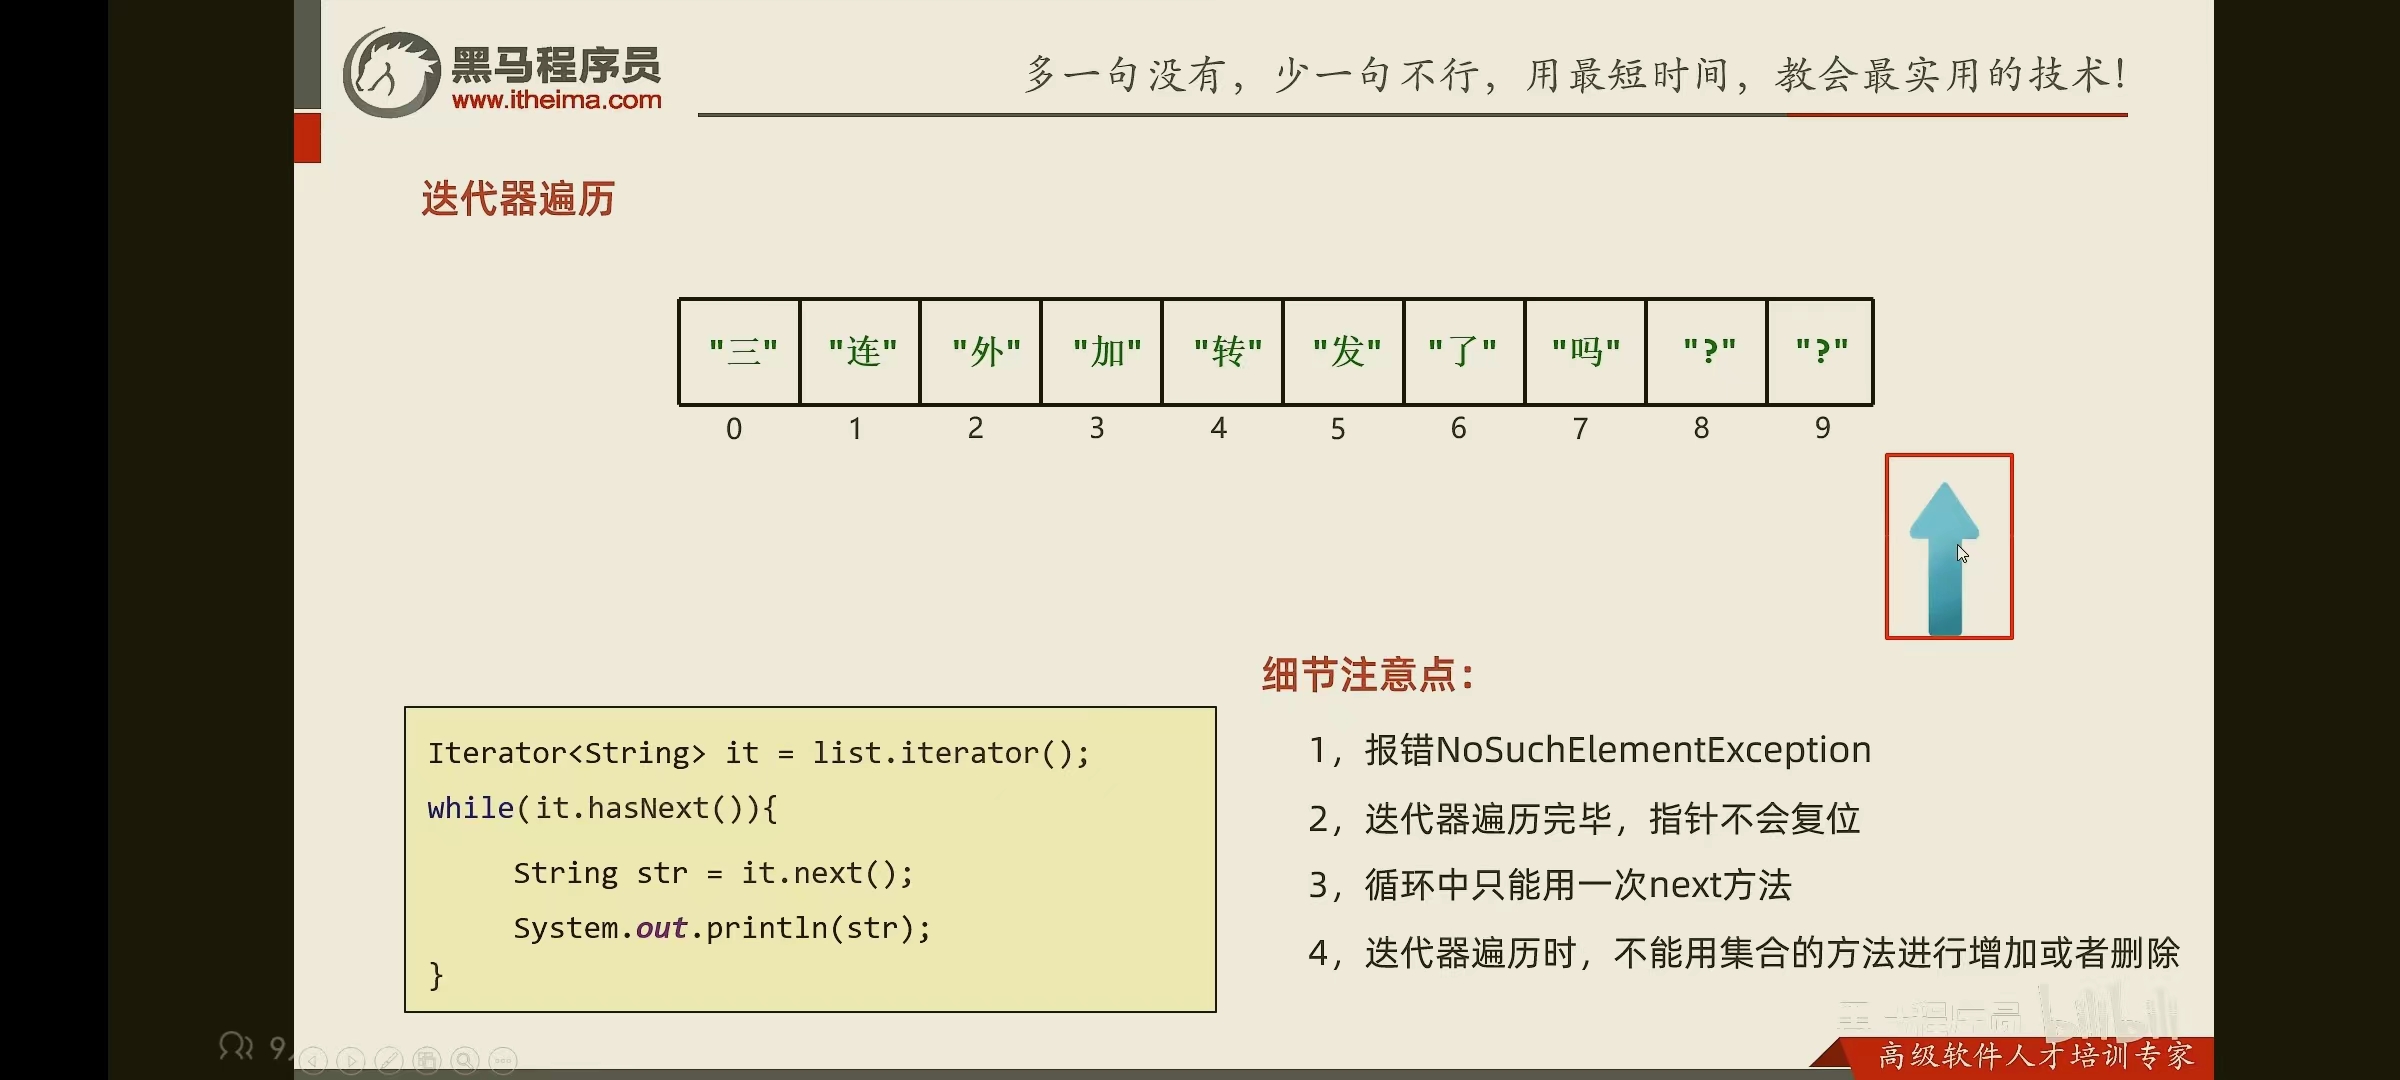 黑马程序员
www.itheima.com
多一句没有，少一句不行，用最短时间，教会最实用的技术！
迭代器遍历
"三" "连" "外" "加" "转" "发" "了" "吗" "?" "?"
0 1 2 3 4 5 6 7 8 9
Iterator<String> it = list.iterator();
while(it.hasNext()){
String str = it.next();
System.out.println(str);
}
细节注意点：
1，报错NoSuchElementException
2，迭代器遍历完毕，指针不会复位
3，循环中只能用一次next方法
4，迭代器遍历时，不能用集合的方法进行增加或者删除
黑马程序员 bilibili
高级软件人才培训专家